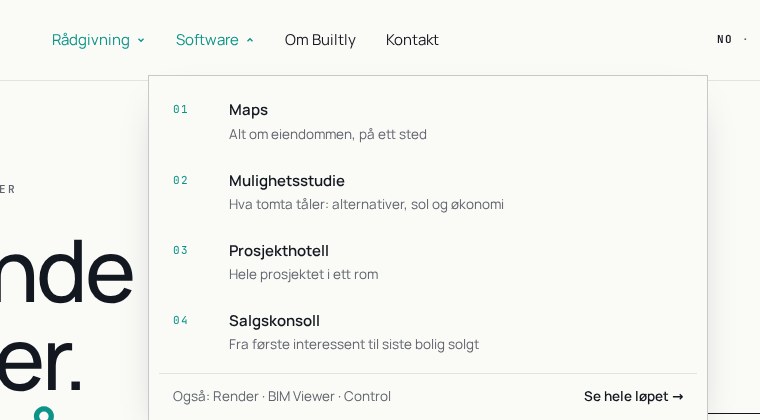 Rådgivning Software Om Builtly Kontakt NO ·
01 Maps
Alt om eiendommen, på ett sted
02 Mulighetsstudie
Hva tomta tåler: alternativer, sol og økonomi
03 Prosjekthotell
Hele prosjektet i ett rom
04 Salgskonsoll
Fra første interessent til siste bolig solgt
Også: Render · BIM Viewer · Control Se hele løpet →
ER
nde
er.